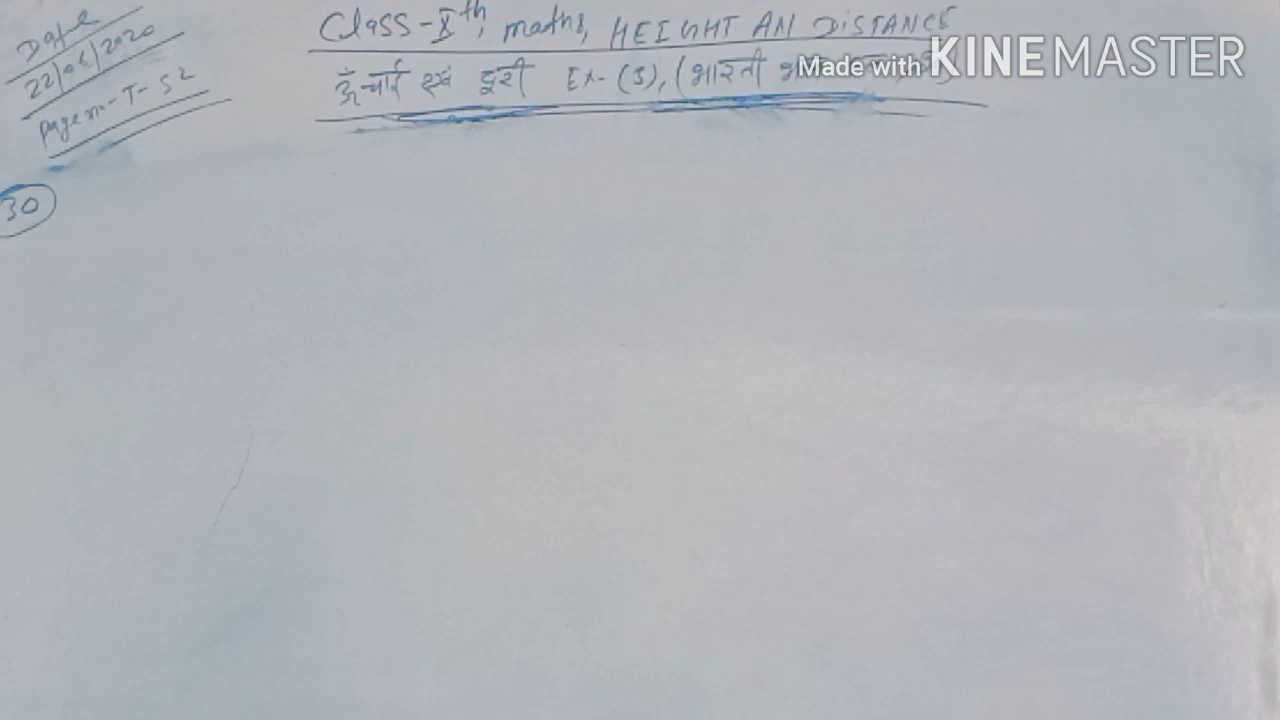 Date
22/05/2020
Page no-T-52
Class-Xth, maths, HEIGHT AN DISTANCE
ऊँचाई एवं दूरी Ex-(3), (भारती
Made with KINEMASTER
30